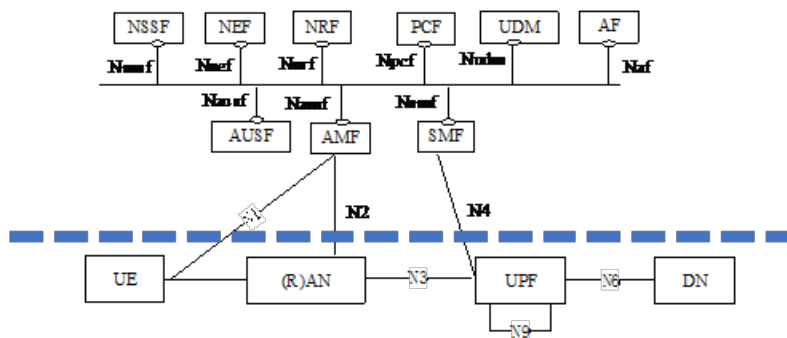 NSSF NEF NRF PCF UDM AF
Nnssf Nnef Nnrf Npcf Nudm Naf
Nausf Namf Nsmf
AUSF AMF SMF
N1 N2 N4
UE (R)AN N3 UPF N6 DN
N9